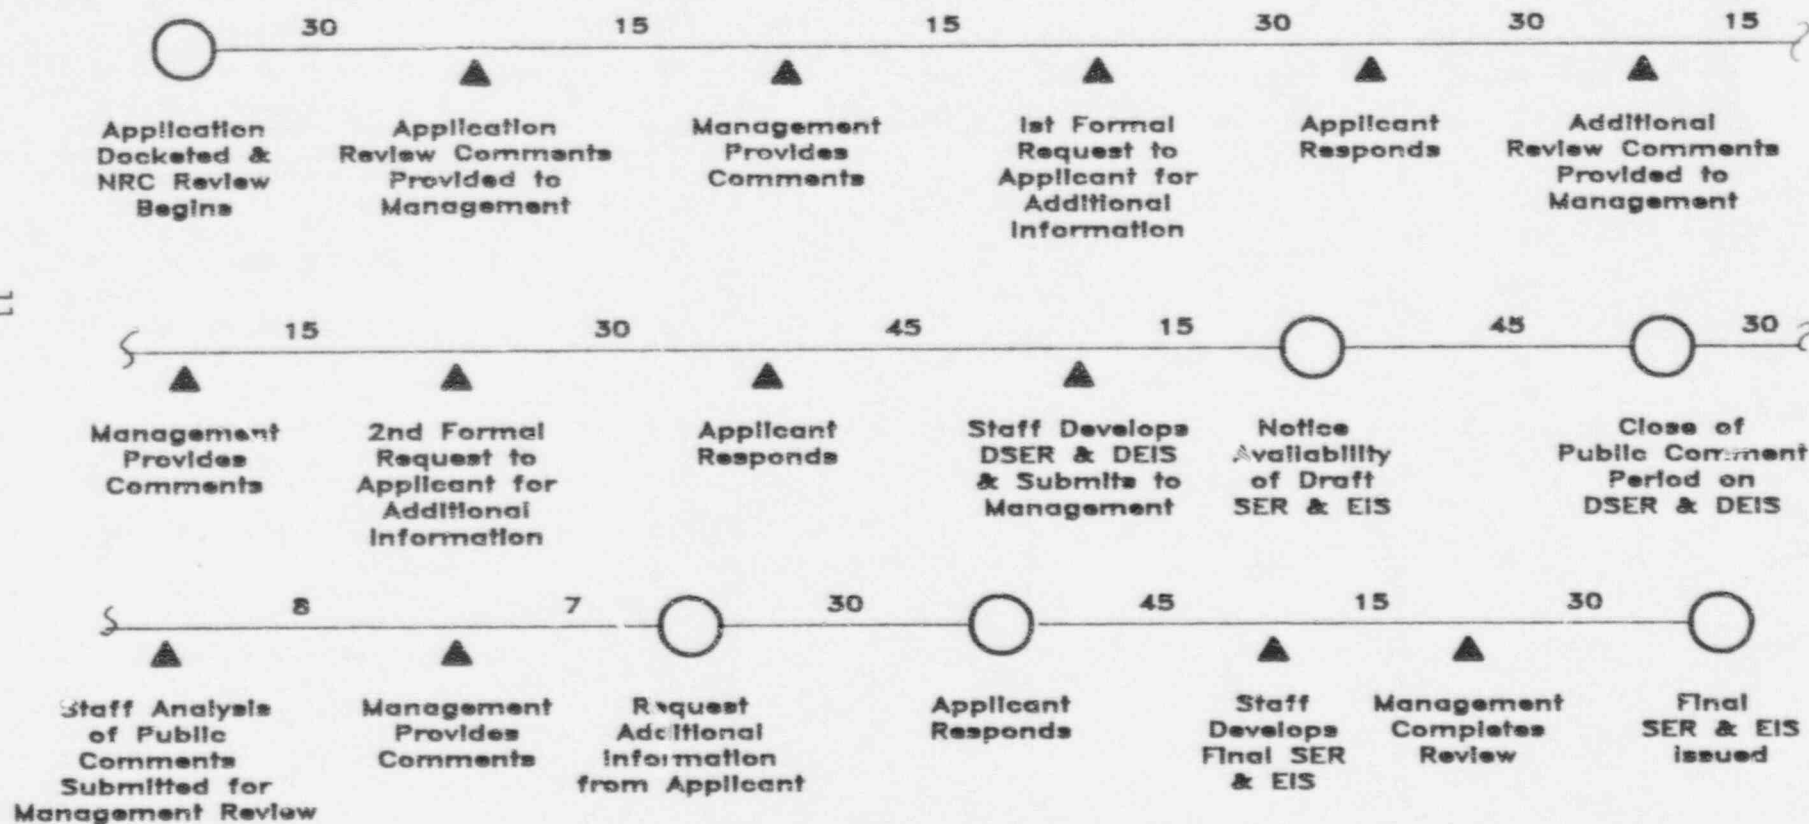 30 15 15 30 30 15
Application
Docketed &
NRC Review
Begins
Application
Review Comments
Provided to
Management
Management
Provides
Comments
1st Formal
Request to
Applicant for
Additional
Information
Applicant
Responds
Additional
Review Comments
Provided to
Management
11
15 30 45 15 45 30
Management
Provides
Comments
2nd Formal
Request to
Applicant for
Additional
Information
Applicant
Responds
Staff Develops
DSER & DEIS
& Submits to
Management
Notice
Availability
of Draft
SER & EIS
Close of
Public Comment
Period on
DSER & DEIS
8 7 30 45 15 30
Staff Analysis
of Public
Comments
Submitted for
Management Review
Management
Provides
Comments
Request
Additional
Information
from Applicant
Applicant
Responds
Staff
Develops
Final SER
& EIS
Management
Completes
Review
Final
SER & EIS
issued